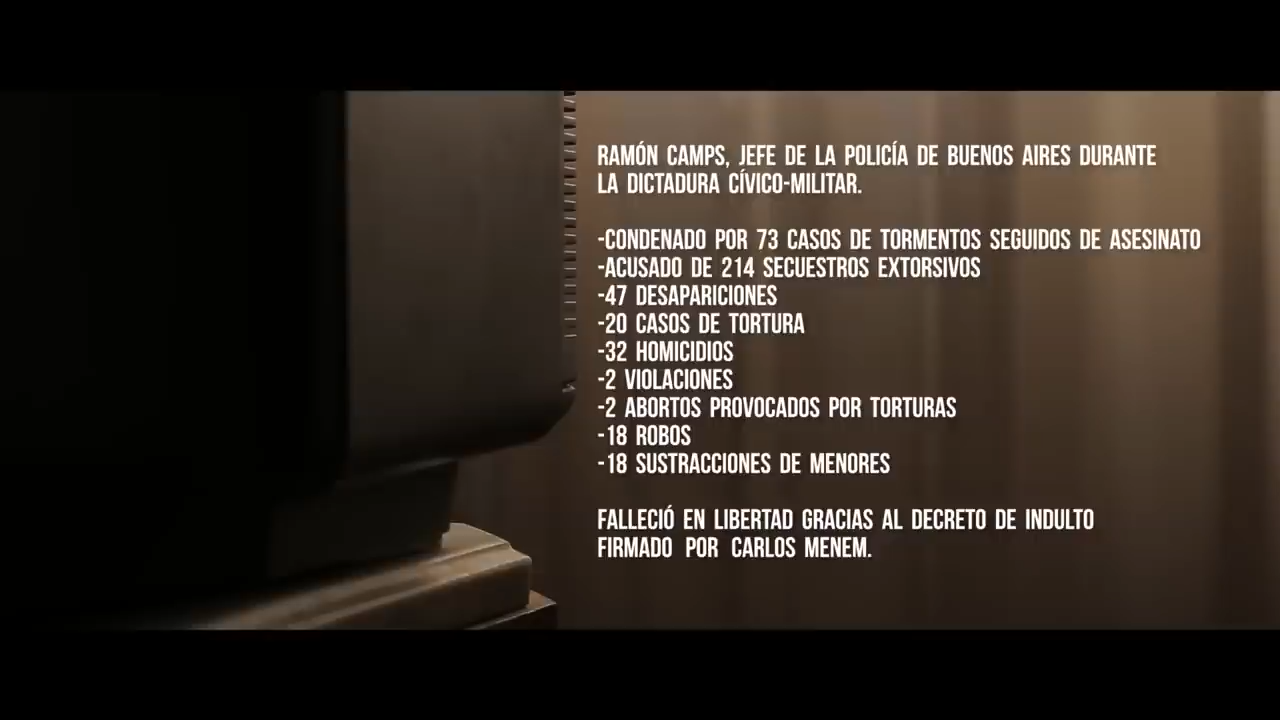 RAMÓN CAMPS, JEFE DE LA POLICÍA DE BUENOS AIRES DURANTE
LA DICTADURA CÍVICO-MILITAR.
-CONDENADO POR 73 CASOS DE TORMENTOS SEGUIDOS DE ASESINATO
-ACUSADO DE 214 SECUESTROS EXTORSIVOS
-47 DESAPARICIONES
-20 CASOS DE TORTURA
-32 HOMICIDIOS
-2 VIOLACIONES
-2 ABORTOS PROVOCADOS POR TORTURAS
-18 ROBOS
-18 SUSTRACCIONES DE MENORES
FALLECIÓ EN LIBERTAD GRACIAS AL DECRETO DE INDULTO
FIRMADO POR CARLOS MENEM.